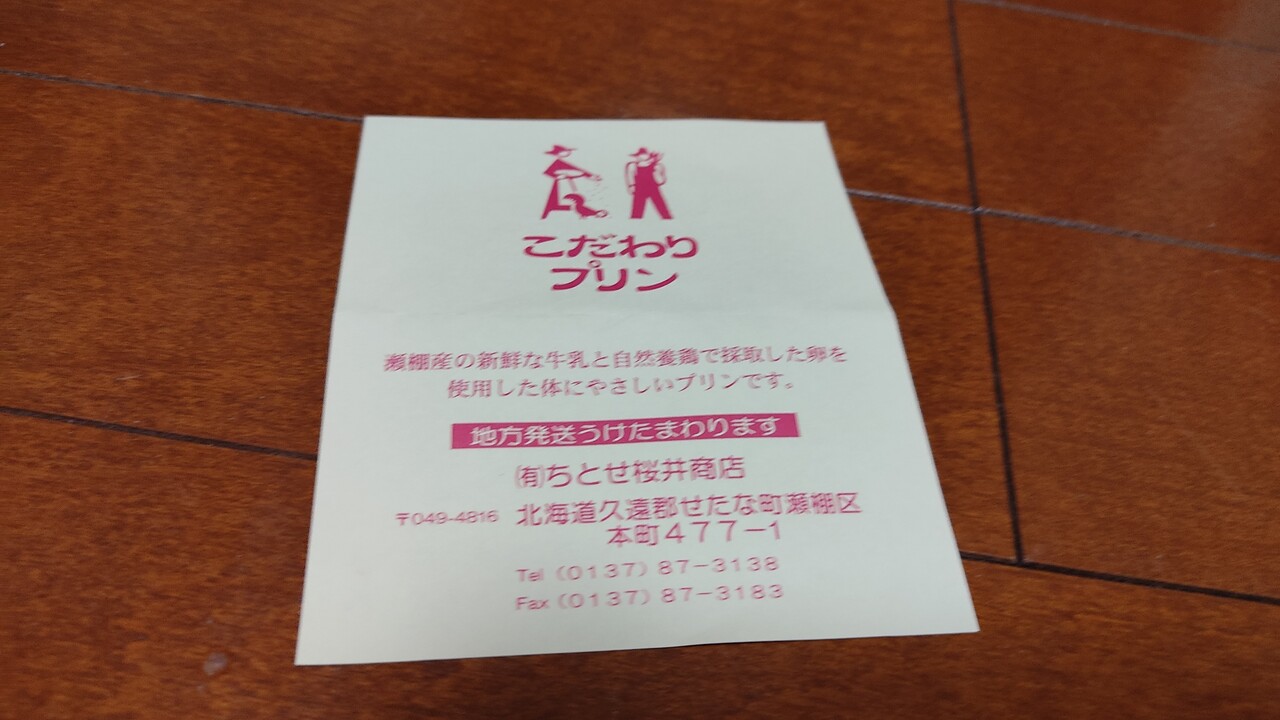 こだわり
プリン
瀬棚産の新鮮な牛乳と自然養鶏で採取した卵を
使用した体にやさしいプリンです。
地方発送うけたまわります
㈲ちとせ桜井商店
〒049-4816 北海道久遠郡せたな町瀬棚区
本町477-1
Tel (0137) 87-3138
Fax (0137) 87-3183